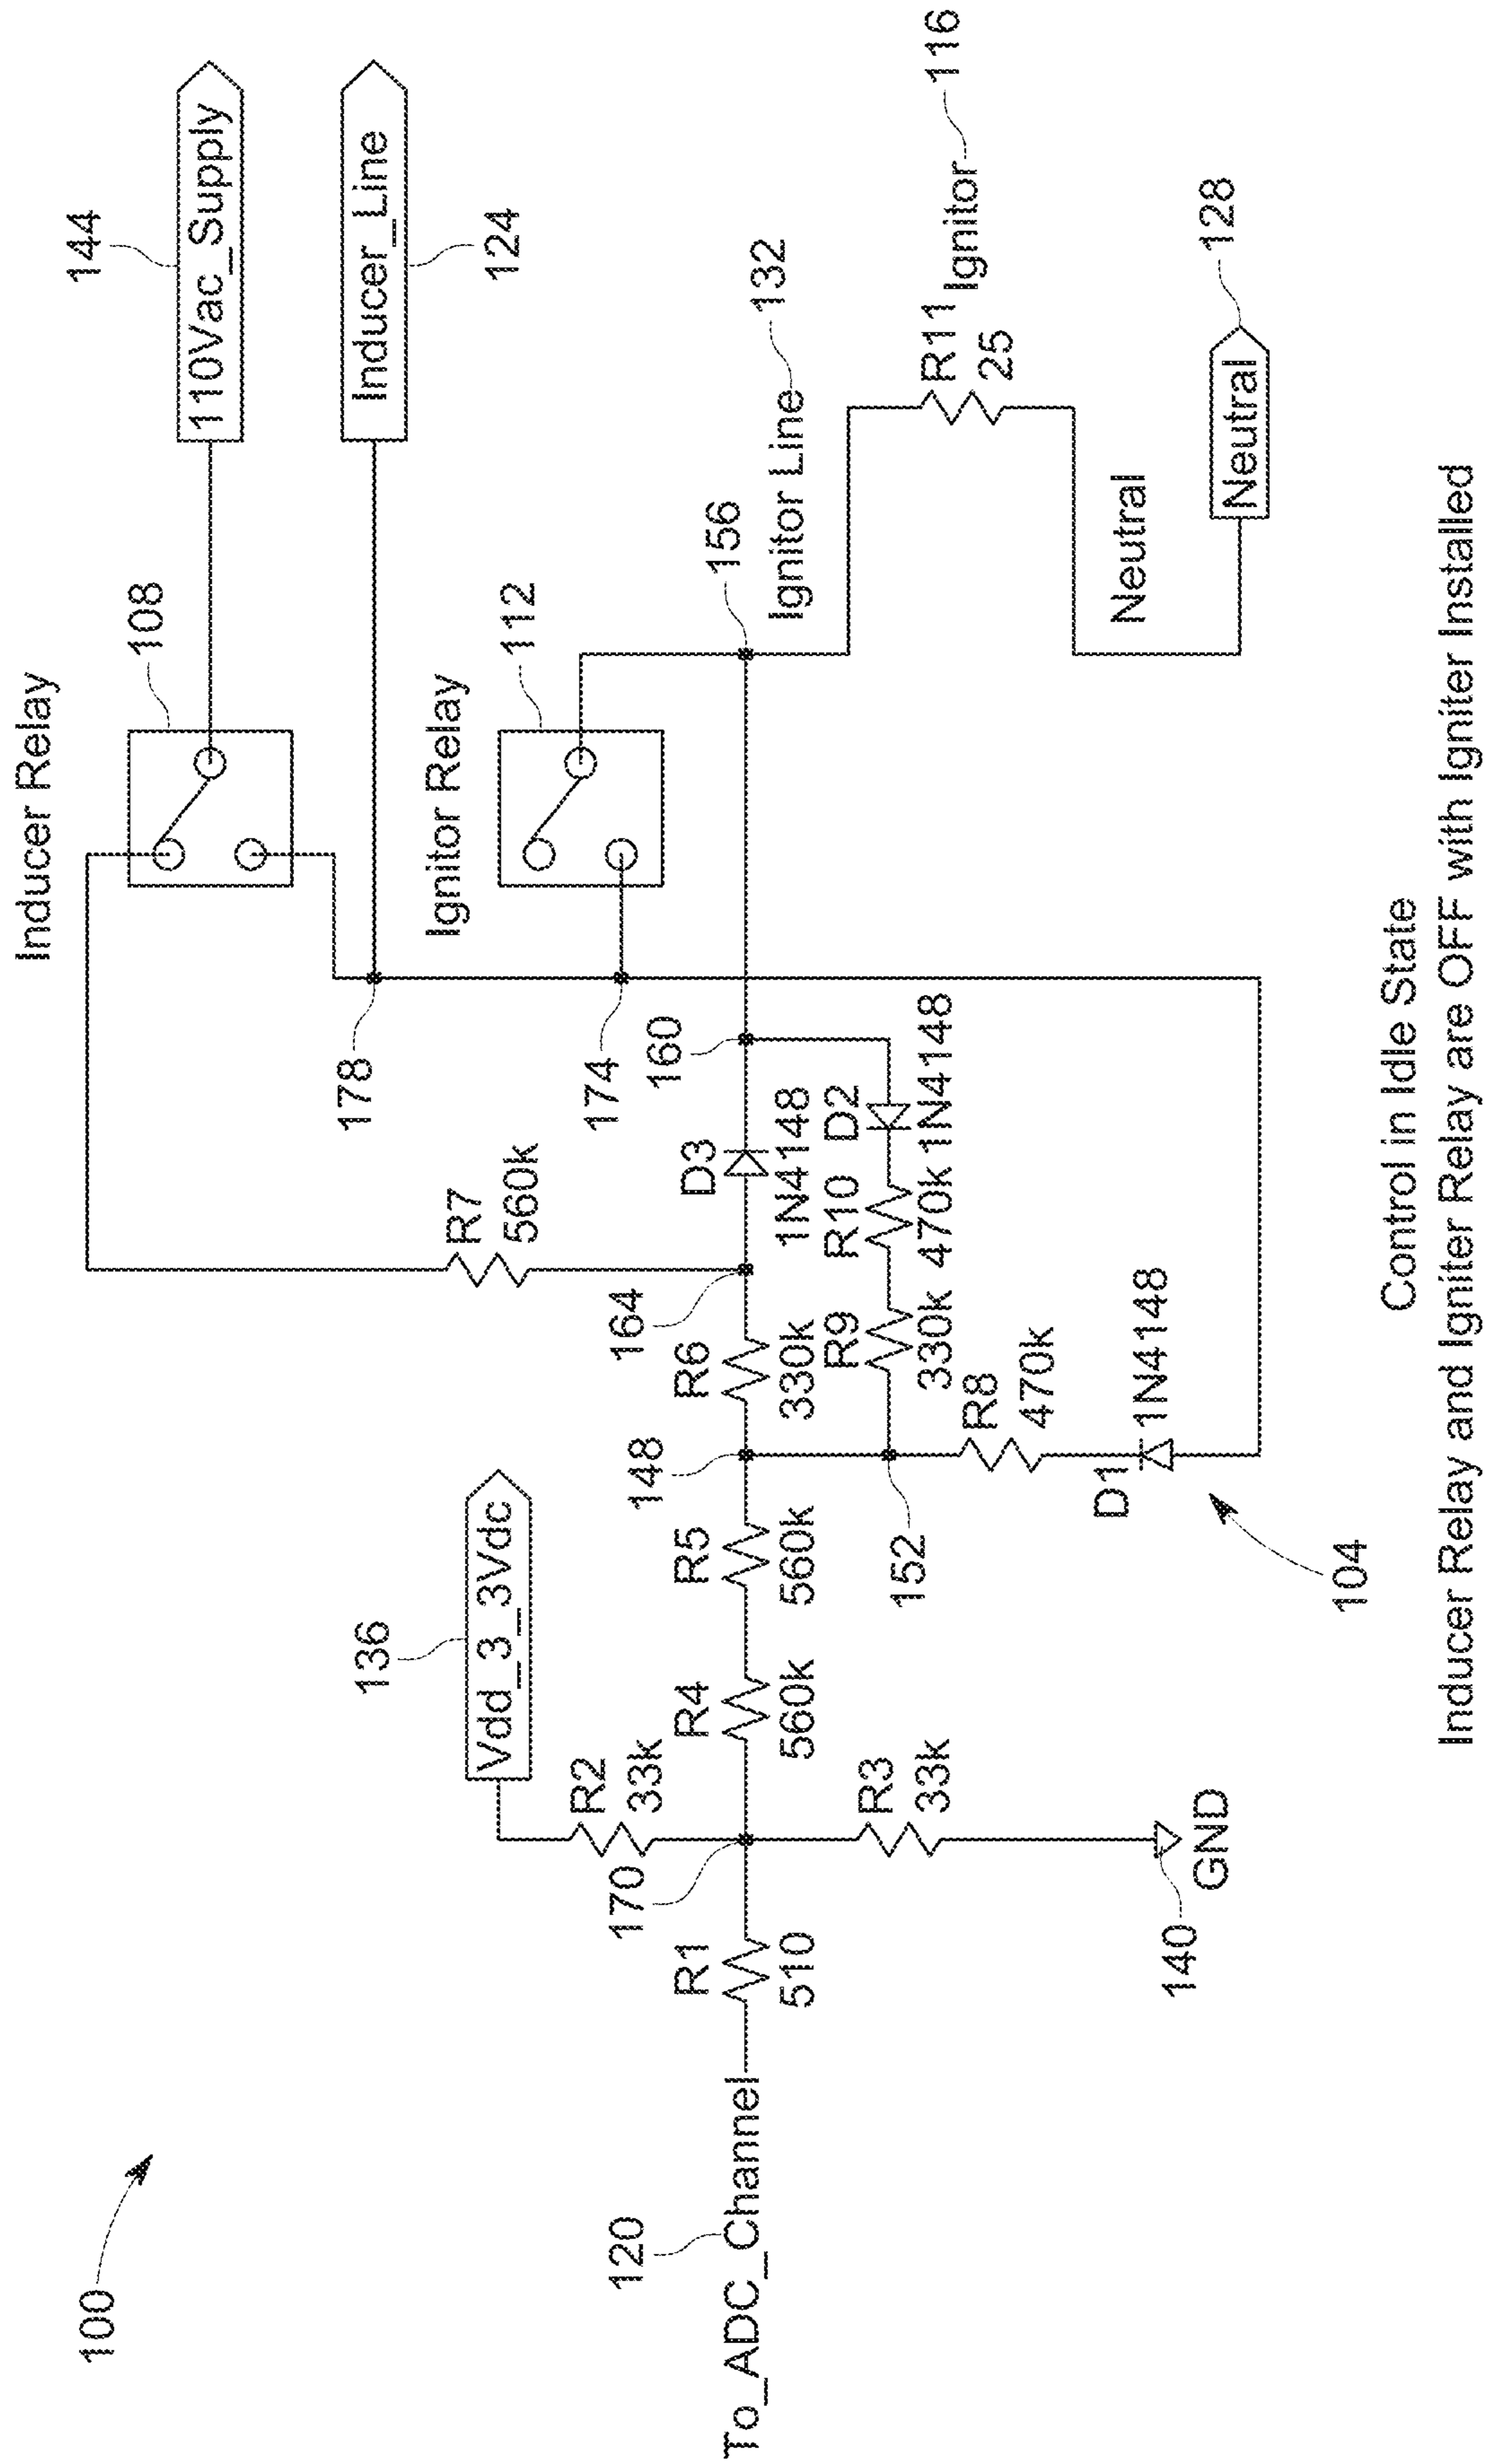 100
Inducer Relay
108
144
110Vac_Supply
Inducer_Line
124
178
Ignitor Relay
112
174
R7
560k
136
Vdd_3_3Vdc
R2
33k
170
120
To_ADC_Channel
R1
510
R4
560k
R5
560k
148
R6
330k
164
D3
1N4148
160
156
Ignitor Line
132
R3
33k
140
GND
152
R9
330k
R10
470k
D2
1N4148
R8
470k
D1
1N4148
104
R11
25
Ignitor
116
Neutral
Neutral
128
Control in Idle State
Inducer Relay and Igniter Relay are OFF with Igniter Installed